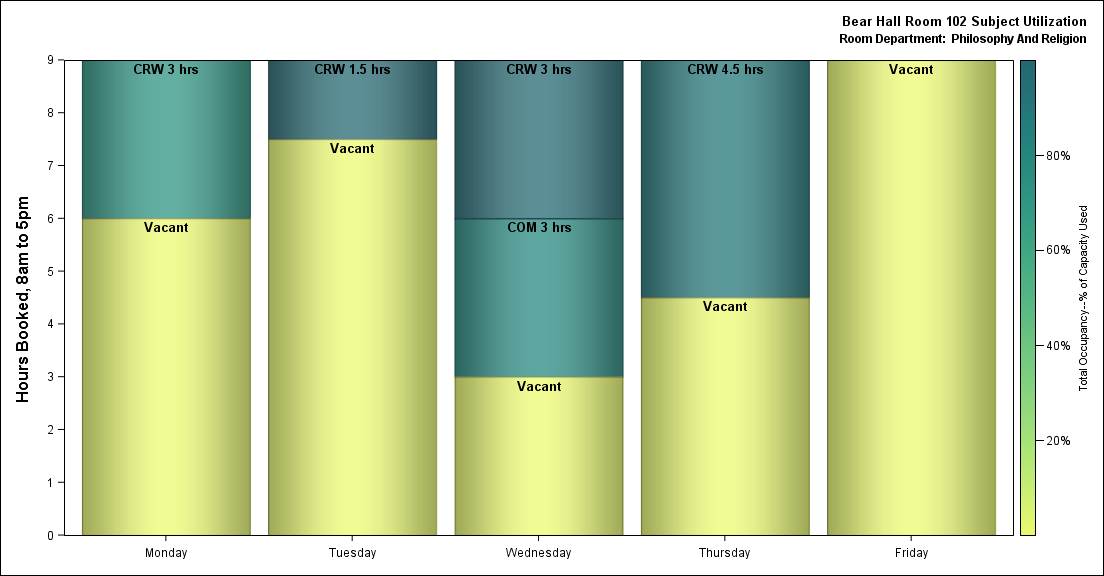 Bear Hall Room 102 Subject Utilization
Room Department: Philosophy And Religion
Hours Booked, 8am to 5pm
9
8
7
6
5
4
3
2
1
0
CRW 3 hrs
Vacant
CRW 1.5 hrs
Vacant
CRW 3 hrs
COM 3 hrs
Vacant
CRW 4.5 hrs
Vacant
Vacant
Monday
Tuesday
Wednesday
Thursday
Friday
80%
60%
40%
20%
Total Occupancy--% of Capacity Used